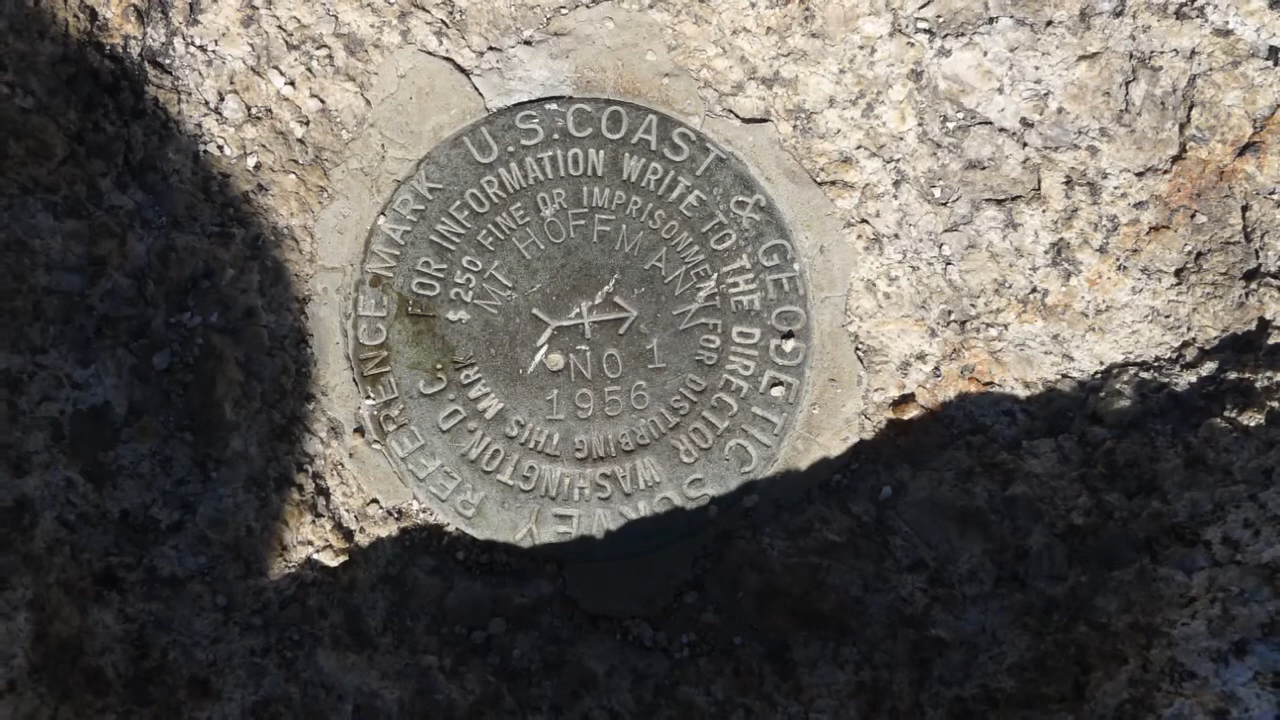 U.S. COAST & GEODETIC SURVEY
REFERENCE MARK
FOR INFORMATION WRITE TO THE DIRECTOR WASHINGTON, D.C.
$250 FINE OR IMPRISONMENT FOR DISTURBING THIS MARK
MT HOFFMANN
NO 1
1956